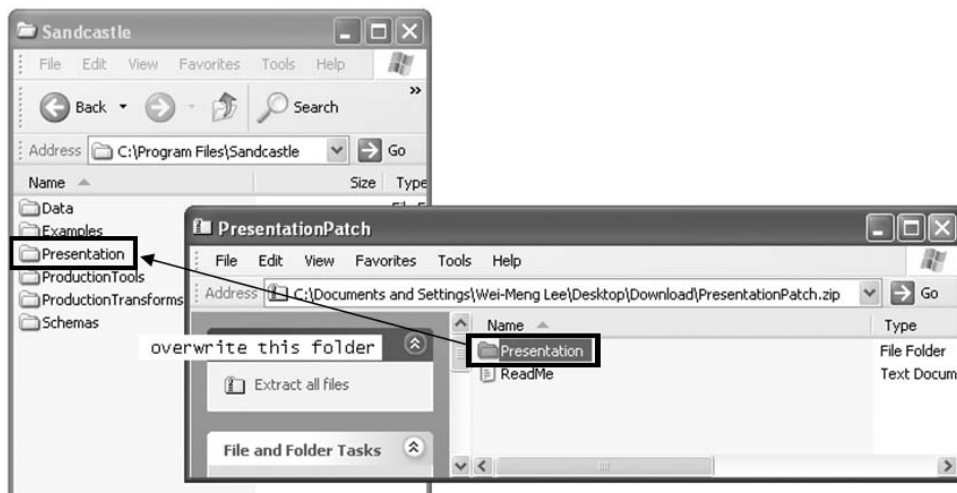 Sandcastle
File Edit View Favorites Tools Help
Back Search »
Address C:\Program Files\Sandcastle Go
Name Size Type
Data
Examples
Presentation
ProductionTools
ProductionTransforms
Schemas
overwrite this folder
PresentationPatch
File Edit View Favorites Tools Help
Address C:\Documents and Settings\Wei-Meng Lee\Desktop\Download\PresentationPatch.zip Go
Name Type
Presentation File Folder
ReadMe Text Docum
Extract all files
File and Folder Tasks